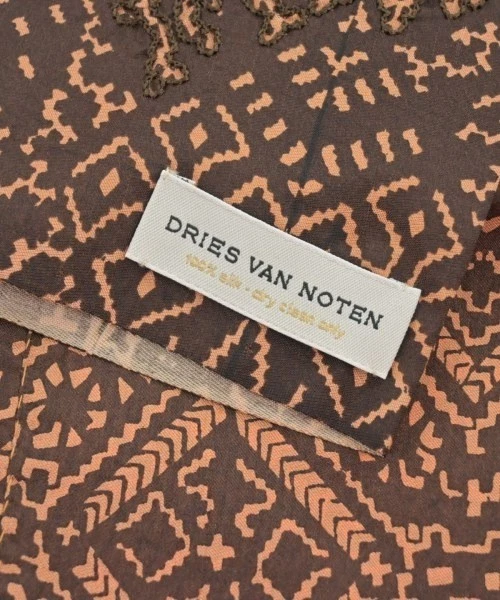 DRIES VAN NOTEN
100% silk - dry clean only